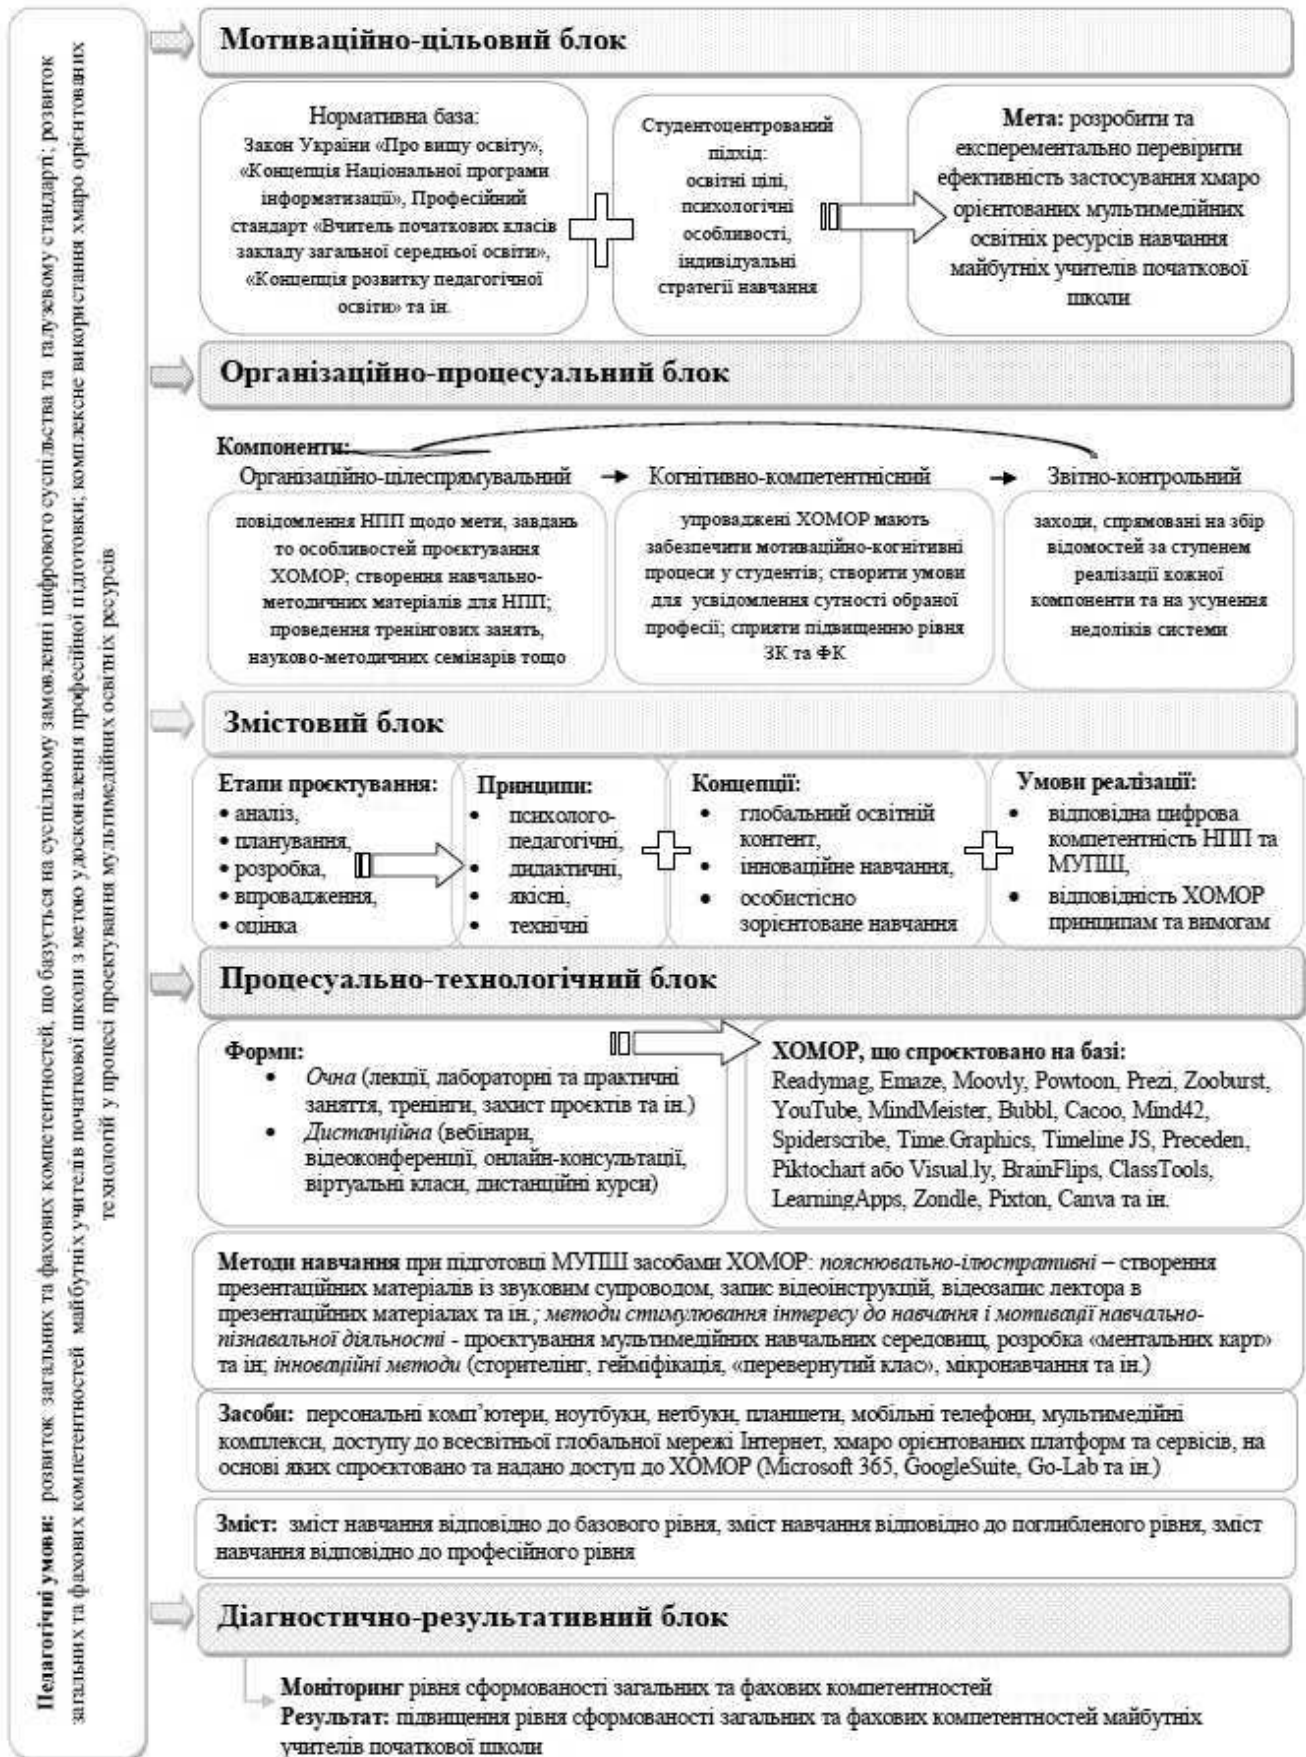 Педагогічні умови: розвиток загальних та фахових компетентностей, що базується на суспільному замовленні цифрового суспільства та галузевому стандарті; розвиток
загальних та фахових компетентностей майбутніх учителів початкової школи з метою удосконалення професійної підготовки; комплексне використання хмаро орієнтованих
технологій у процесі проєктування мультимедійних освітніх ресурсів
Мотиваційно-цільовий блок
Нормативна база:
Закон України «Про вищу освіту»,
«Концепція Національної програми
інформатизації», Професійний
стандарт «Вчитель початкових класів
закладу загальної середньої освіти»,
«Концепція розвитку педагогічної
освіти» та ін.
Студентоцентрований
підхід:
освітні цілі,
психологічні
особливості,
індивідуальні
стратегії навчання
Мета: розробити та
експерементально перевірити
ефективність застосування хмаро
орієнтованих мультимедійних
освітніх ресурсів навчання
майбутніх учителів початкової
школи
Організаційно-процесуальний блок
Компоненти:
Організаційно-цілеспрямувальний
Когнітивно-компетентнісний
Звітно-контрольний
повідомлення НПП щодо мети, завдань
то особливостей проєктування
ХОМОР; створення навчально-
методичних матеріалів для НПП;
проведення тренінгових занять,
науково-методичних семінарів тощо
упроваджені ХОМОР мають
забезпечити мотиваційно-когнітивні
процеси у студентів; створити умови
для усвідомлення сутності обраної
професії; сприяти підвищенню рівня
ЗК та ФК
заходи, спрямовані на збір
відомостей за ступенем
реалізації кожної
компоненти та на усунення
недоліків системи
Змістовий блок
Етапи проєктування:
• аналіз,
• планування,
• розробка,
• впровадження,
• оцінка
Принципи:
• психолого-
педагогічні,
• дидактичні,
• якісні,
• технічні
Концепції:
• глобальний освітній
контент,
• інноваційне навчання,
• особистісно
зорієнтоване навчання
Умови реалізації:
• відповідна цифрова
компетентність НПП та
МУПШ,
• відповідність ХОМОР
принципам та вимогам
Процесуально-технологічний блок
Форми:
• Очна (лекції, лабораторні та практичні
заняття, тренінги, захист проєктів та ін.)
• Дистанційна (вебінари,
відеоконференції, онлайн-консультації,
віртуальні класи, дистанційні курси)
ХОМОР, що спроєктовано на базі:
Readymag, Emaze, Moovly, Powtoon, Prezi, Zooburst,
YouTube, MindMeister, Bubbl, Cacoo, Mind42,
Spiderscribe, Time.Graphics, Timeline JS, Preceden,
Piktochart або Visual.ly, BrainFlips, ClassTools,
LearningApps, Zondle, Pixton, Canva та ін.
Методи навчання при підготовці МУПШ засобами ХОМОР: пояснювально-ілюстративні – створення
презентаційних матеріалів із звуковим супроводом, запис відеоінструкцій, відеозапис лектора в
презентаційних матеріалах та ін.; методи стимулювання інтересу до навчання і мотивації навчально-
пізнавальної діяльності - проєктування мультимедійних навчальних середовищ, розробка «ментальних карт»
та ін; інноваційні методи (сторителінг, гейміфікація, «перевернутий клас», мікронавчання та ін.)
Засоби: персональні комп’ютери, ноутбуки, нетбуки, планшети, мобільні телефони, мультимедійні
комплекси, доступу до всесвітньої глобальної мережі Інтернет, хмаро орієнтованих платформ та сервісів, на
основі яких спроєктовано та надано доступ до ХОМОР (Microsoft 365, GoogleSuite, Go-Lab та ін.)
Зміст: зміст навчання відповідно до базового рівня, зміст навчання відповідно до поглибленого рівня, зміст
навчання відповідно до професійного рівня
Діагностично-результативний блок
Моніторинг рівня сформованості загальних та фахових компетентностей
Результат: підвищення рівня сформованості загальних та фахових компетентностей майбутніх
учителів початкової школи